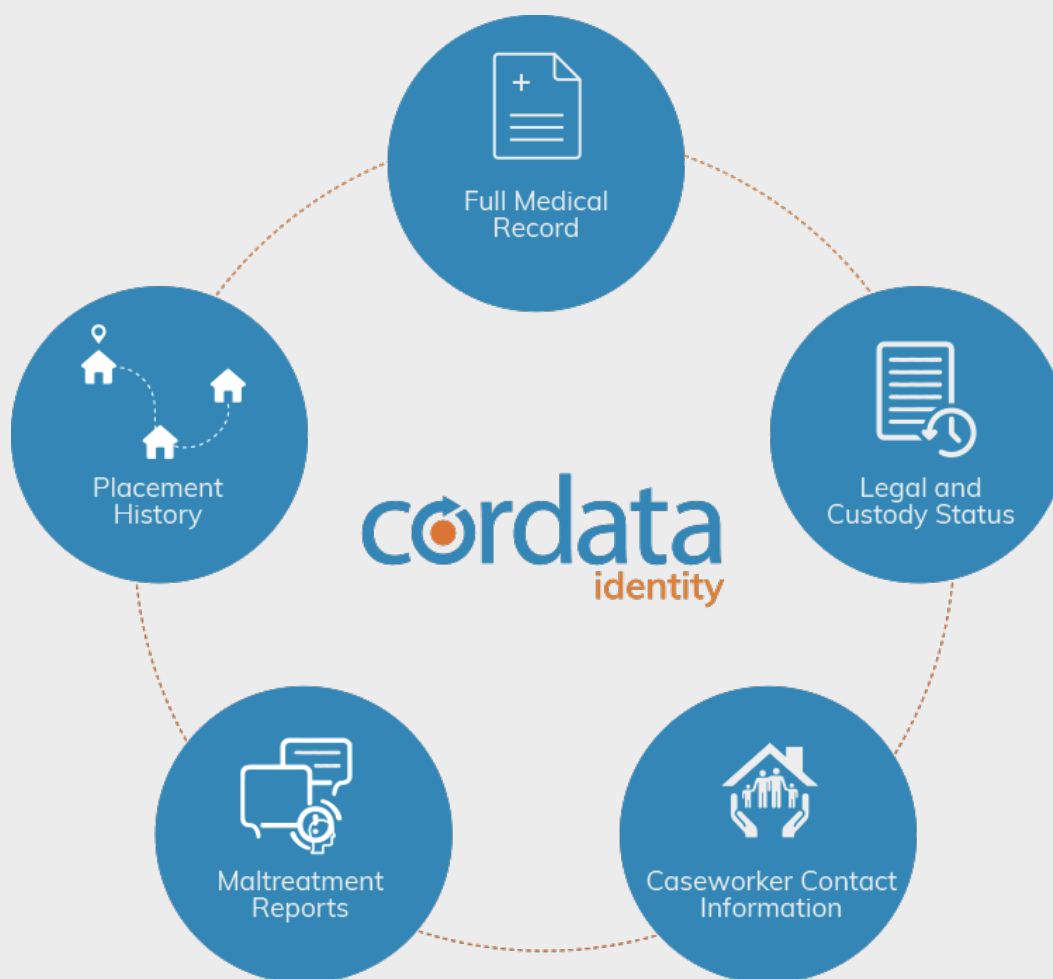 Full Medical
Record
Placement
History
Legal and
Custody Status
cordata
identity
Maltreatment
Reports
Caseworker Contact
Information